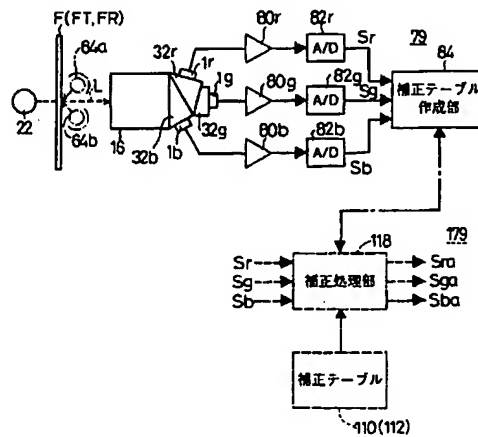 F(FT,FR)
64a
L
22
64b
16
32r
1r
1g
32g
32b
1b
80r
82r
A/D
Sr
80g
82g
A/D
Sg
80b
82b
A/D
Sb
79
84
補正テーブル
作成部
179
118
Sr
Sg
Sb
補正処理部
Sra
Sga
Sba
補正テーブル
110(112)